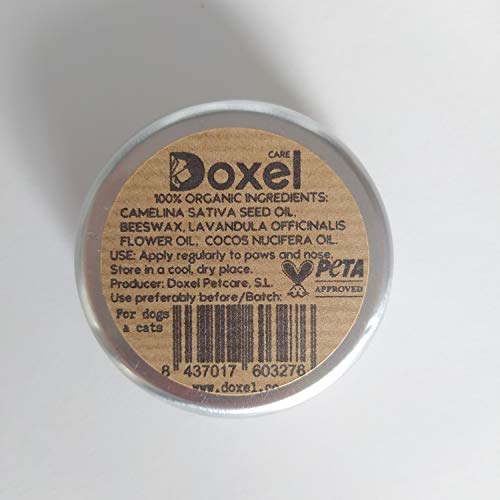 CARE
Doxel
100% ORGANIC INGREDIENTS:
CAMELINA SATIVA SEED OIL,
BEESWAX, LAVANDULA OFFICINALIS
FLOWER OIL, COCOS NUCIFERA OIL.
USE: Apply regularly to paws and nose.
Store in a cool, dry place.
Producer: Doxel Petcare, S.L.
Use preferably before/Batch:
PETA
APPROVED
For dogs
& cats
8 437017 603276
www.doxel.co